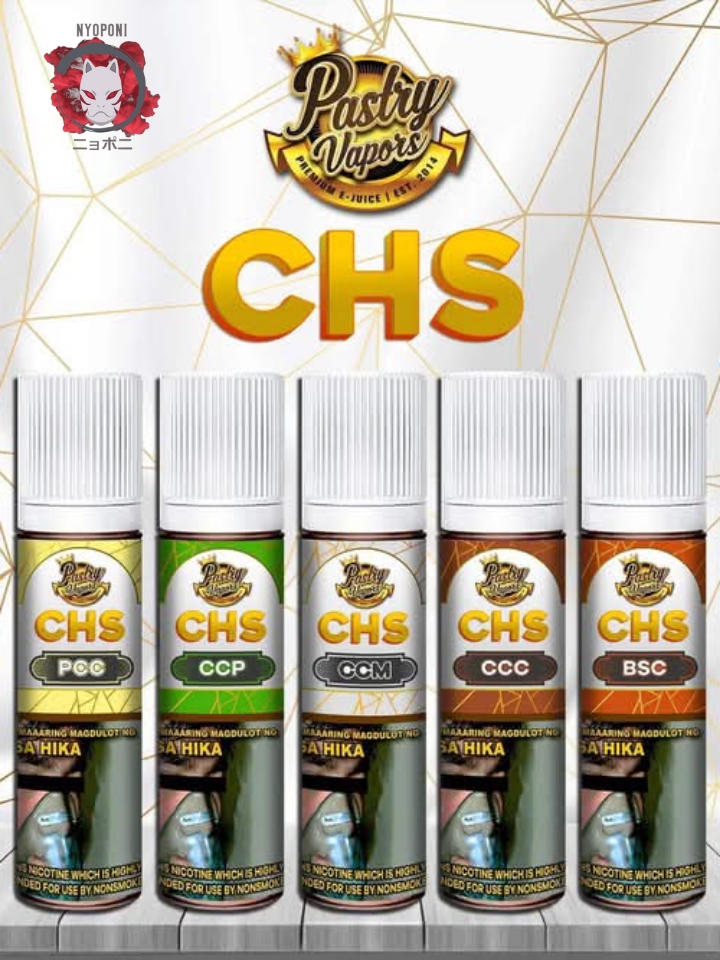 NYOPONI
ニョポニ
Pastry
Vapors
PREMIUM E-JUICE | EST. 2014
CHS
Pastry
Vapors
CHS
PCC
MAAARING MAGDULOT NG
SA HIKA
NICOTINE WHICH IS HIGHLY
FOR USE BY NONSMOK
Pastry
Vapors
CHS
CCP
MAAARING MAGDULOT NG
SA HIKA
NICOTINE WHICH IS HIGHLY
FOR USE BY NONSMOK
Pastry
Vapors
CHS
CCM
MAAARING MAGDULOT NG
SA HIKA
NICOTINE WHICH IS HIGHLY
FOR USE BY NONSMOK
Pastry
Vapors
CHS
CCC
MAAARING MAGDULOT NG
SA HIKA
NICOTINE WHICH IS HIGHLY
FOR USE BY NONSMOK
Pastry
Vapors
CHS
BSC
MAAARING MAGDULOT NG
SA HIKA
NICOTINE WHICH IS HIGHLY
FOR USE BY NONSMOK